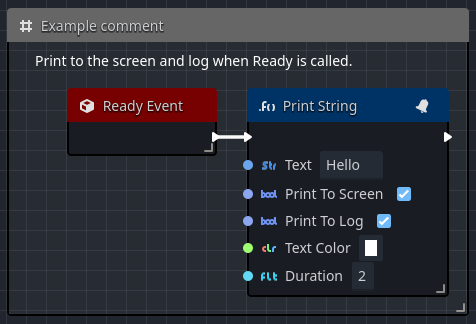 Example comment
Print to the screen and log when Ready is called.
Ready Event
Print String
Str Text Hello
bool Print To Screen
bool Print To Log
clr Text Color
flt Duration 2